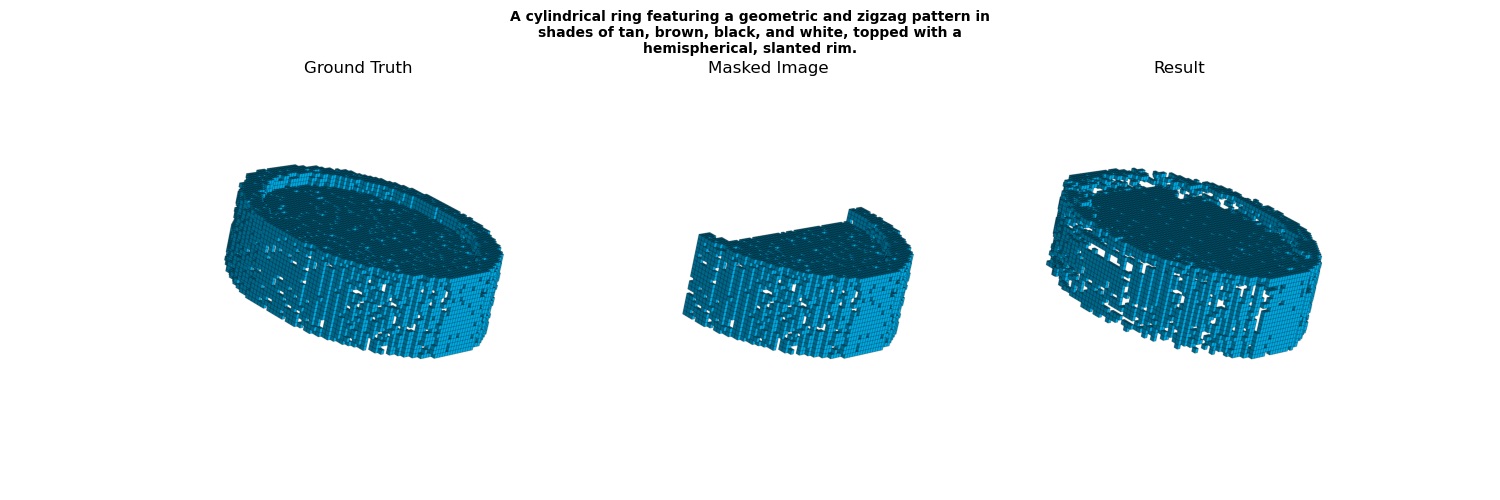 A cylindrical ring featuring a geometric and zigzag pattern in
shades of tan, brown, black, and white, topped with a
hemispherical, slanted rim.
Ground Truth
Masked Image
Result